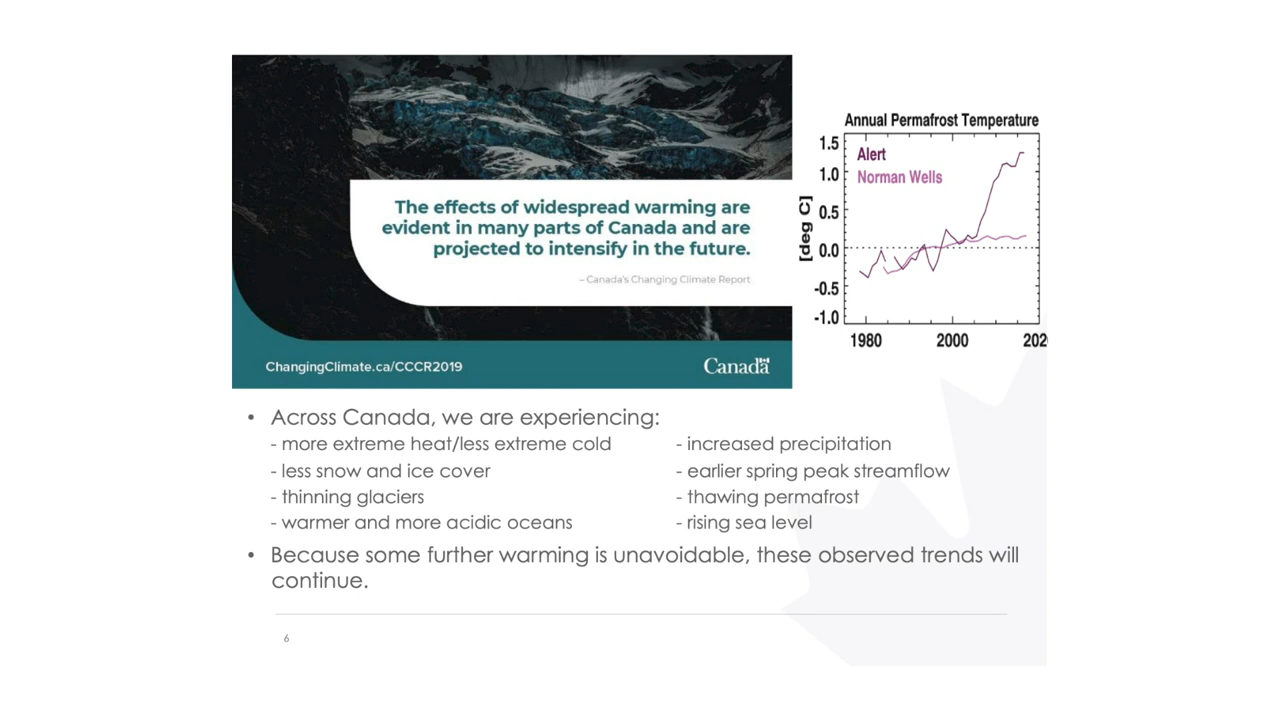 The effects of widespread warming are
evident in many parts of Canada and are
projected to intensify in the future.
– Canada's Changing Climate Report
ChangingClimate.ca/CCCR2019
Canada
Annual Permafrost Temperature
Alert
Norman Wells
[deg C]
1.5
1.0
0.5
0.0
-0.5
-1.0
1980
2000
202
• Across Canada, we are experiencing:
- more extreme heat/less extreme cold
- less snow and ice cover
- thinning glaciers
- warmer and more acidic oceans
- increased precipitation
- earlier spring peak streamflow
- thawing permafrost
- rising sea level
• Because some further warming is unavoidable, these observed trends will
continue.
6